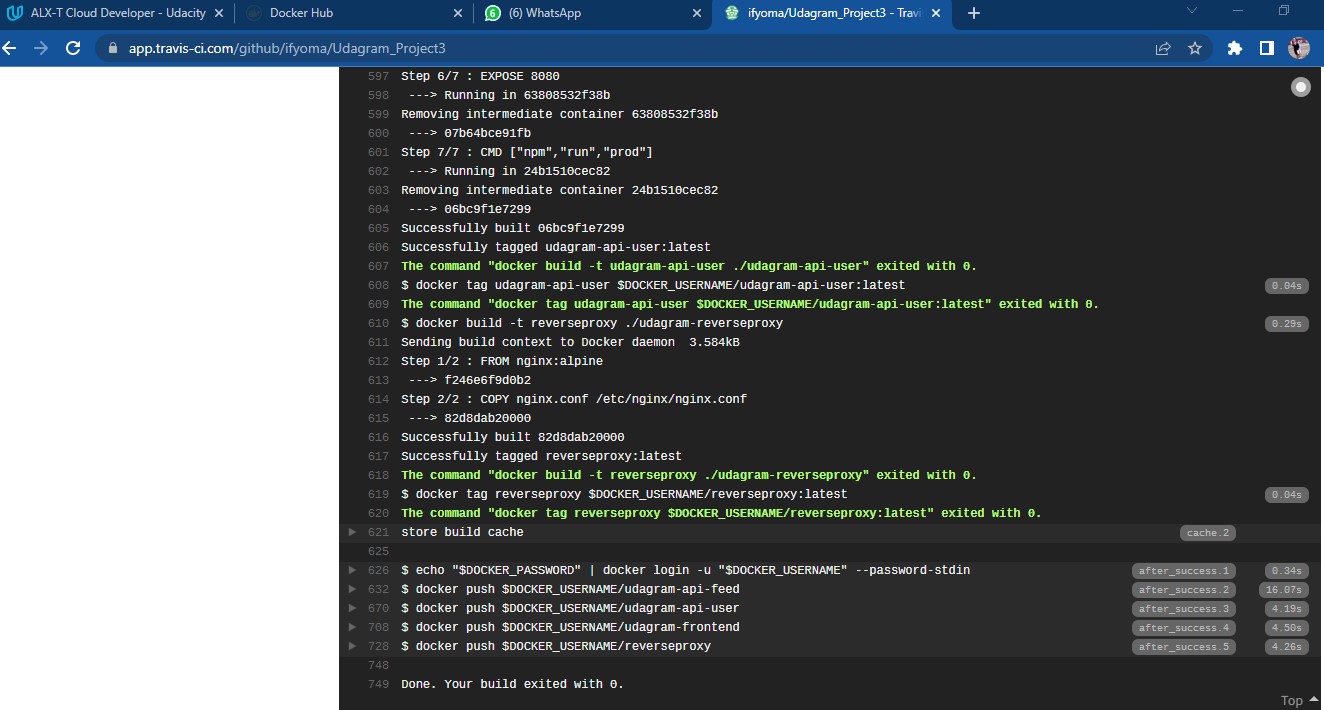 ALX-T Cloud Developer - Udacity
Docker Hub
6 (6) WhatsApp
ifyoma/Udagram_Project3 - Travi
app.travis-ci.com/github/ifyoma/Udagram_Project3
597 Step 6/7 : EXPOSE 8080
598 ---> Running in 63808532f38b
599 Removing intermediate container 63808532f38b
600 ---> 07b64bce91fb
601 Step 7/7 : CMD ["npm","run","prod"]
602 ---> Running in 24b1510cec82
603 Removing intermediate container 24b1510cec82
604 ---> 06bc9f1e7299
605 Successfully built 06bc9f1e7299
606 Successfully tagged udagram-api-user:latest
607 The command "docker build -t udagram-api-user ./udagram-api-user" exited with 0.
608 $ docker tag udagram-api-user $DOCKER_USERNAME/udagram-api-user:latest 0.04s
609 The command "docker tag udagram-api-user $DOCKER_USERNAME/udagram-api-user:latest" exited with 0.
610 $ docker build -t reverseproxy ./udagram-reverseproxy 0.29s
611 Sending build context to Docker daemon  3.584kB
612 Step 1/2 : FROM nginx:alpine
613 ---> f246e6f9d0b2
614 Step 2/2 : COPY nginx.conf /etc/nginx/nginx.conf
615 ---> 82d8dab20000
616 Successfully built 82d8dab20000
617 Successfully tagged reverseproxy:latest
618 The command "docker build -t reverseproxy ./udagram-reverseproxy" exited with 0.
619 $ docker tag reverseproxy $DOCKER_USERNAME/reverseproxy:latest 0.04s
620 The command "docker tag reverseproxy $DOCKER_USERNAME/reverseproxy:latest" exited with 0.
621 store build cache cache.2
625
626 $ echo "$DOCKER_PASSWORD" | docker login -u "$DOCKER_USERNAME" --password-stdin after_success.1 0.34s
632 $ docker push $DOCKER_USERNAME/udagram-api-feed after_success.2 16.07s
670 $ docker push $DOCKER_USERNAME/udagram-api-user after_success.3 4.19s
708 $ docker push $DOCKER_USERNAME/udagram-frontend after_success.4 4.50s
728 $ docker push $DOCKER_USERNAME/reverseproxy after_success.5 4.26s
748
749 Done. Your build exited with 0.
Top